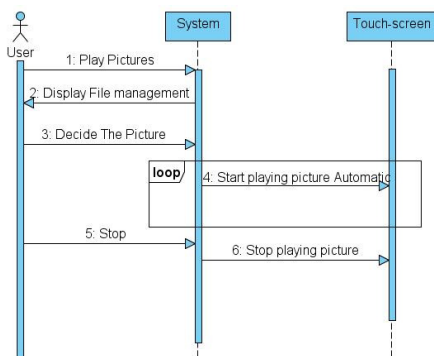 System
Touch-screen
User
1: Play Pictures
2: Display File management
3: Decide The Picture
loop
4: Start playing picture Automatic
5: Stop
6: Stop playing picture